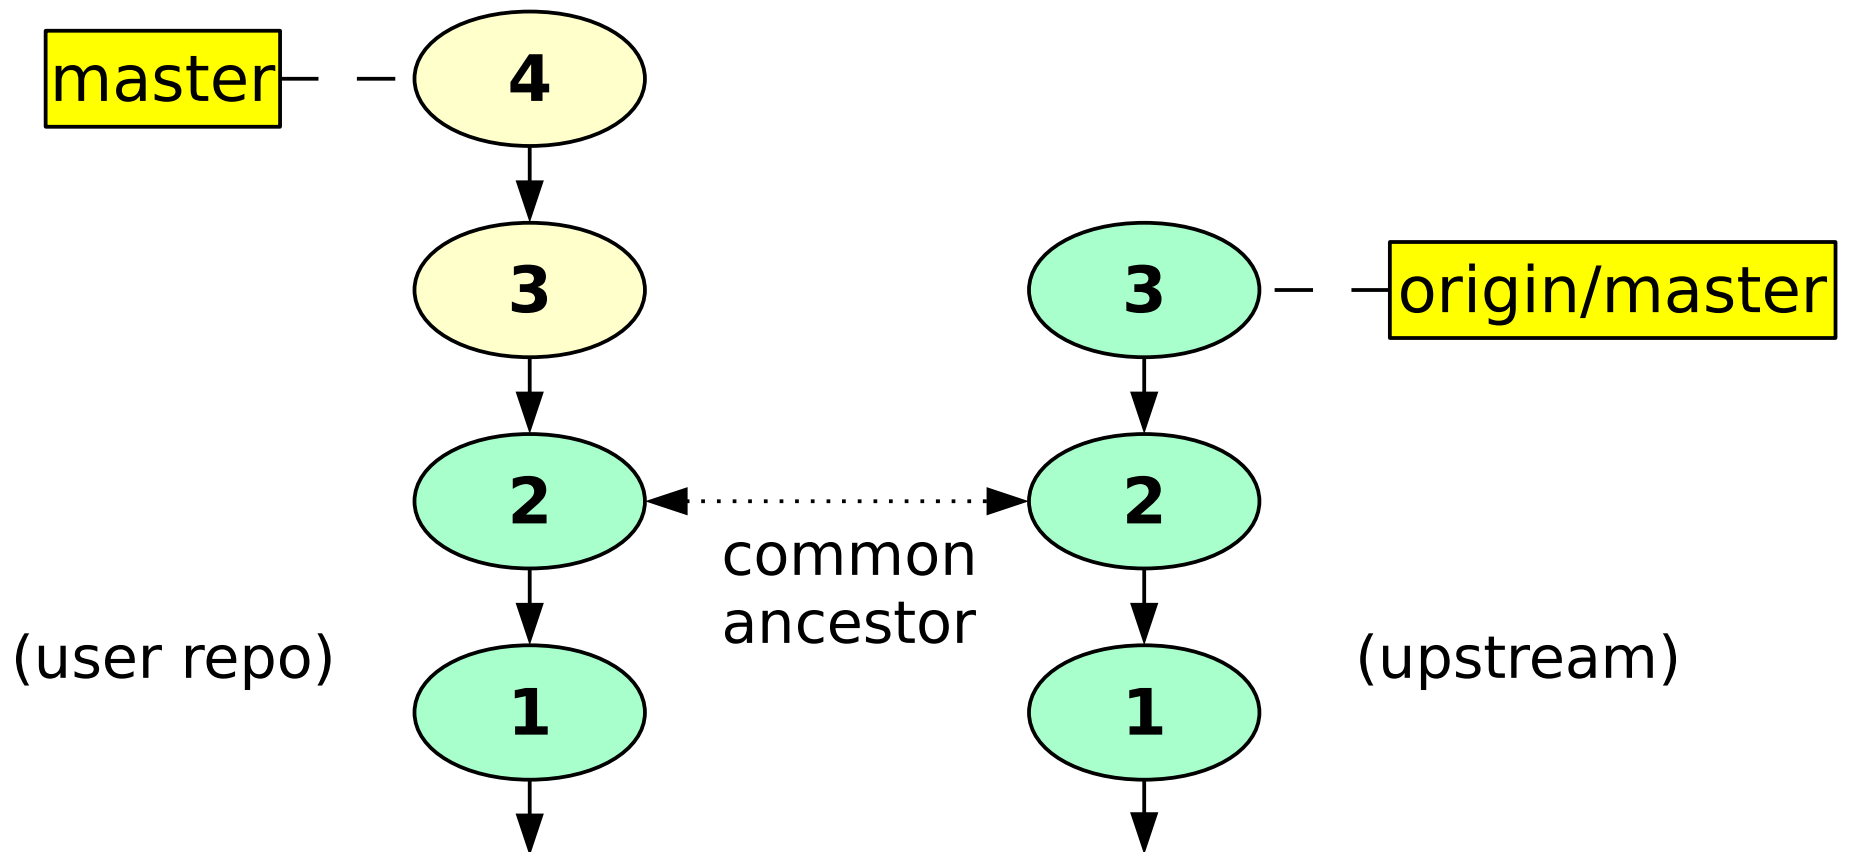 master
4
3
3
origin/master
2
2
common
ancestor
(user repo)
(upstream)
1
1